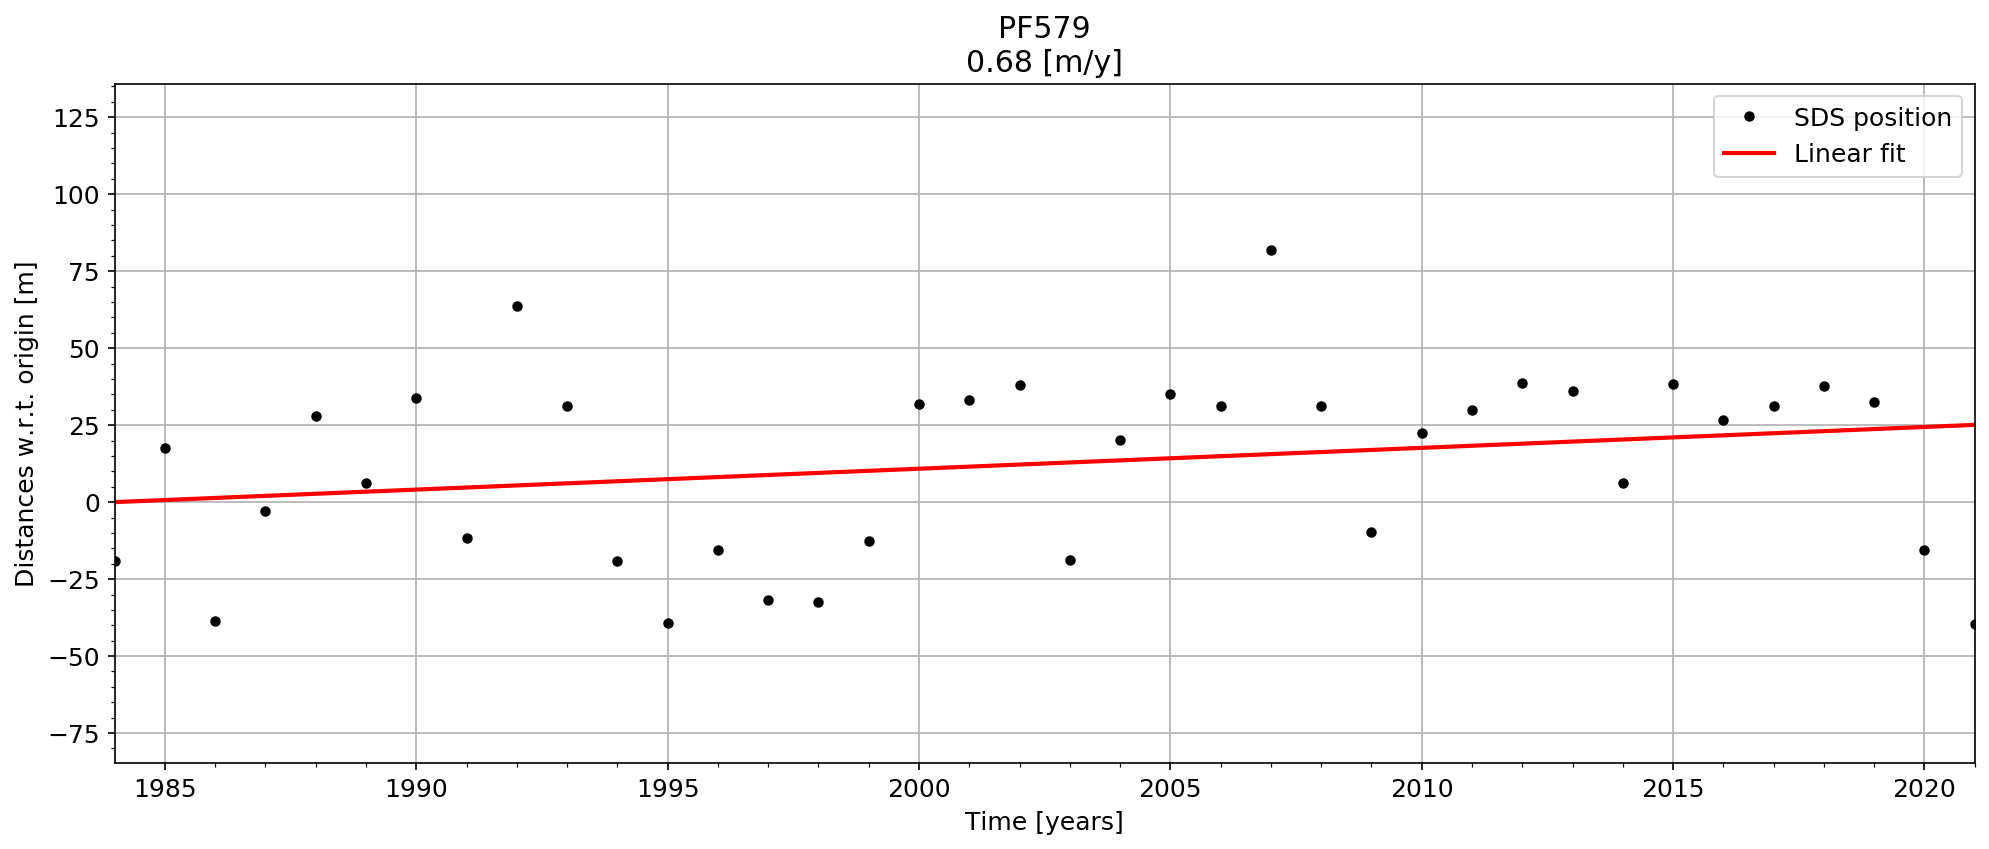 PF579
0.68 [m/y]
SDS position
Linear fit
Distances w.r.t. origin [m]
125
100
75
50
25
0
−25
−50
−75
1985 1990 1995 2000 2005 2010 2015 2020
Time [years]